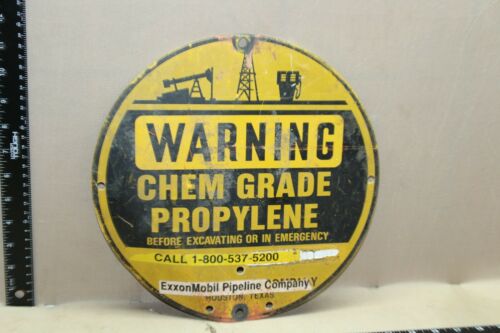 WARNING
CHEM GRADE
PROPYLENE
BEFORE EXCAVATING OR IN EMERGENCY
CALL 1-800-537-5200
ExxonMobil Pipeline Company
HOUSTON, TEXAS